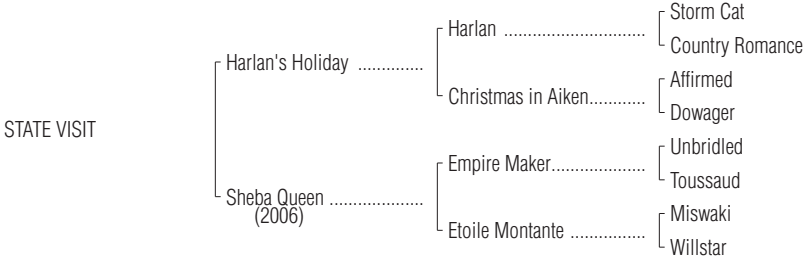 Storm Cat
Harlan ..............................
Country Romance
Harlan's Holiday ..............
Affirmed
Christmas in Aiken............
Dowager
STATE VISIT
Unbridled
Empire Maker....................
Toussaud
Sheba Queen ....................
(2006)
Miswaki
Etoile Montante ................
Willstar